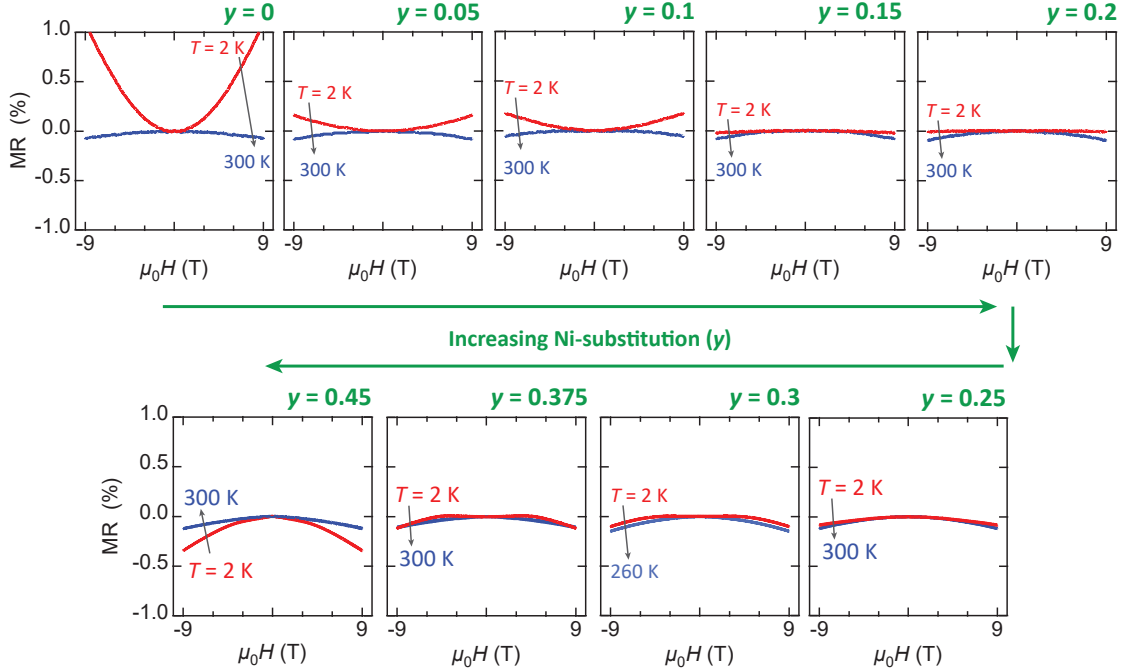 y = 0
y = 0.05
y = 0.1
y = 0.15
y = 0.2
1.0
0.5
0.0
-0.5
-1.0
MR (%)
T = 2 K
300 K
T = 2 K
300 K
T = 2 K
300 K
T = 2 K
300 K
T = 2 K
300 K
-9 9
-9 9
-9 9
-9 9
-9 9
μ0H (T)
μ0H (T)
μ0H (T)
μ0H (T)
μ0H (T)
Increasing Ni-substitution (y)
y = 0.45
y = 0.375
y = 0.3
y = 0.25
1.0
0.5
0.0
-0.5
-1.0
MR (%)
300 K
T = 2 K
T = 2 K
300 K
T = 2 K
260 K
T = 2 K
300 K
-9 9
-9 9
-9 9
-9 9
μ0H (T)
μ0H (T)
μ0H (T)
μ0H (T)